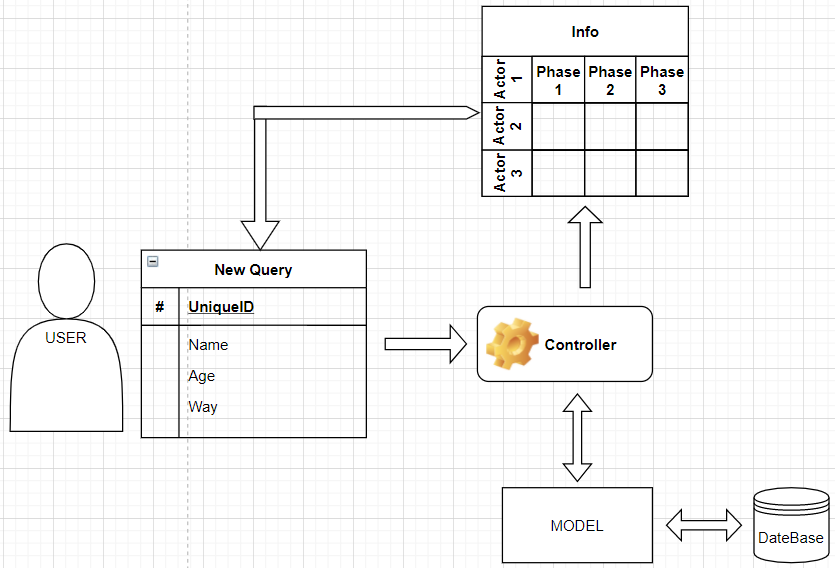 Info
Actor 1
Phase 1
Phase 2
Phase 3
Actor 2
Actor 3
USER
New Query
# UniqueID
Name
Age
Way
Controller
MODEL
DateBase